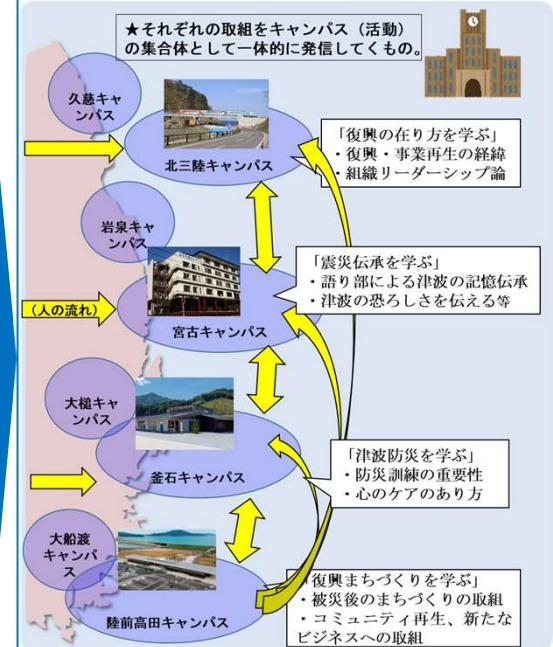 ★それぞれの取組をキャンパス（活動）
の集合体として一体的に発信してくもの。
久慈キャ
ンパス
北三陸キャンパス
「復興の在り方を学ぶ」
・復興・事業再生の経緯
・組織リーダーシップ論
岩泉キャ
ンパス
「震災伝承を学ぶ」
・語り部による津波の記憶伝承
・津波の恐ろしさを伝える等
(人の流れ)
宮古キャンパス
大槌キャ
ンパス
釜石キャンパス
「津波防災を学ぶ」
・防災訓練の重要性
・心のケアのあり方
大船渡
キャンパ
ス
陸前高田キャンパス
「復興まちづくりを学ぶ」
・被災後のまちづくりの取組
・コミュニティ再生、新たな
ビジネスへの取組